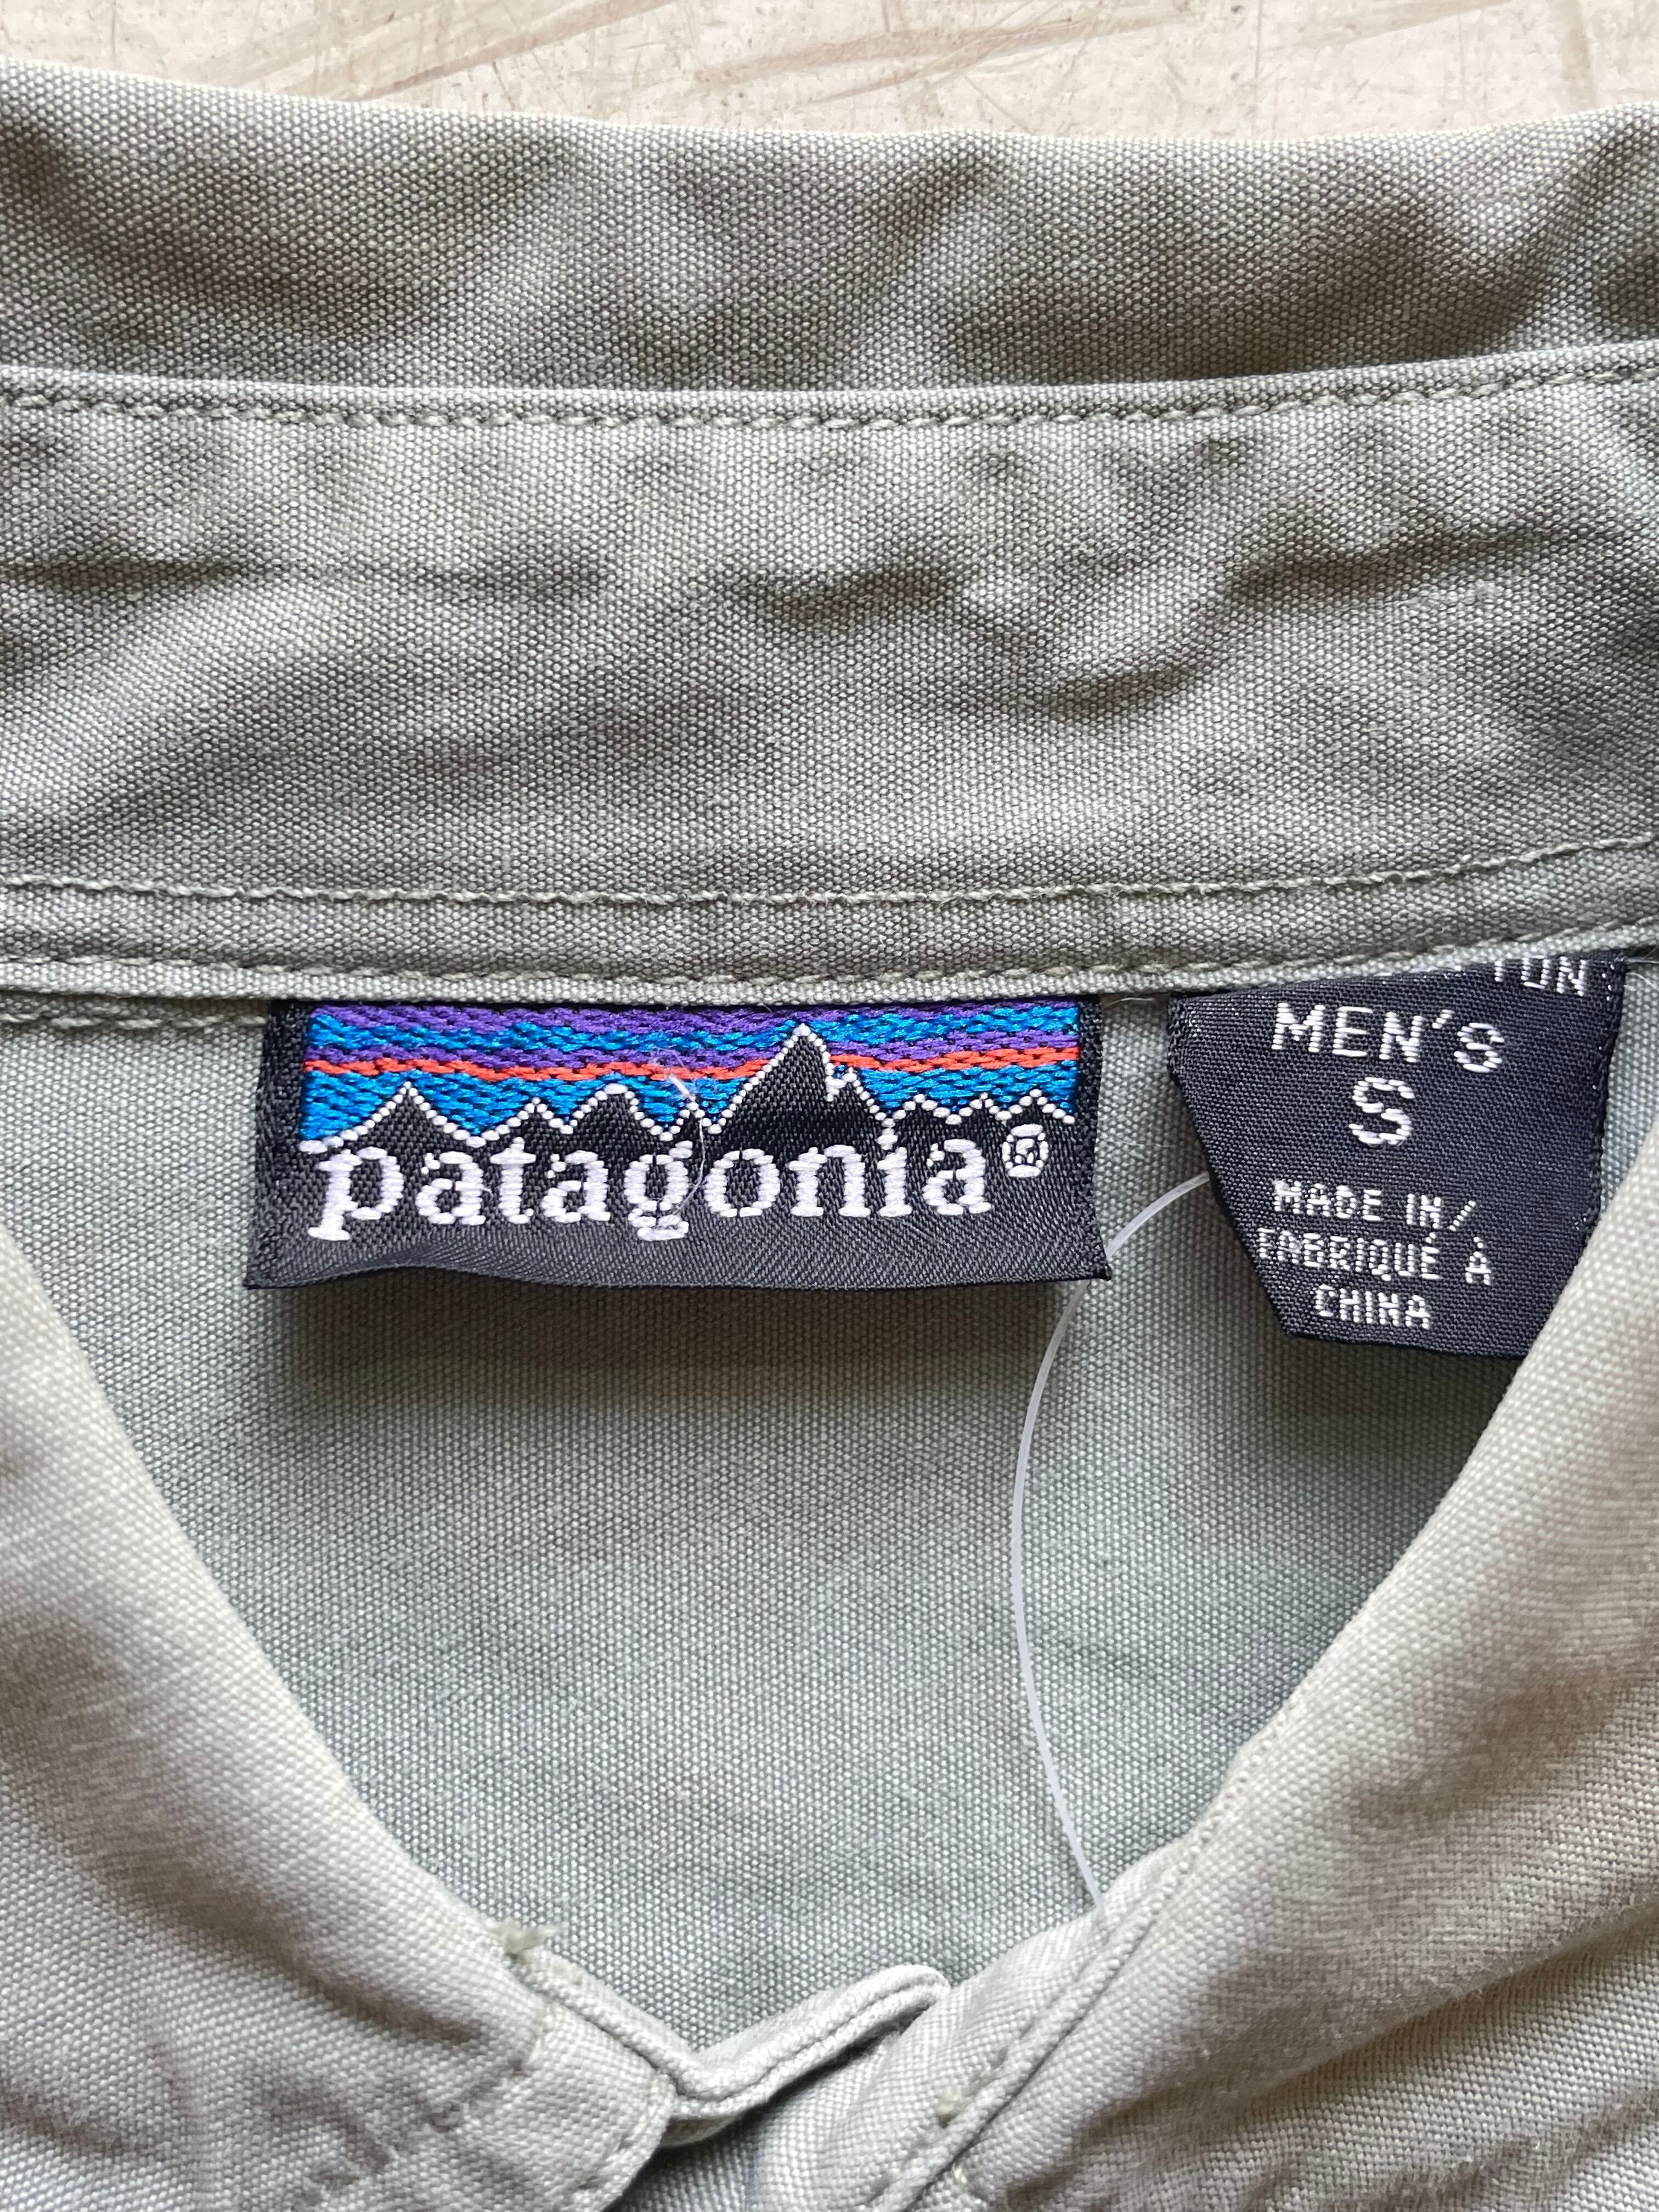 patagonia®
MEN'S
S
MADE IN/
FABRIQUÉ À
CHINA